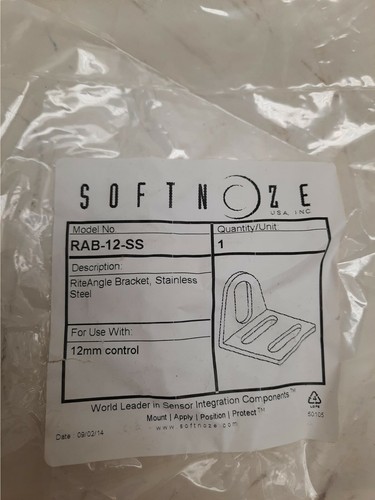 SOFTNOZE
USA, INC
Model No
Quantity/Unit
RAB-12-SS
1
Description:
RiteAngle Bracket, Stainless
Steel
For Use With:
12mm control
World Leader in Sensor Integration Components™
Mount | Apply | Position | Protect™
www.softnoze.com
Date : 09/02/14